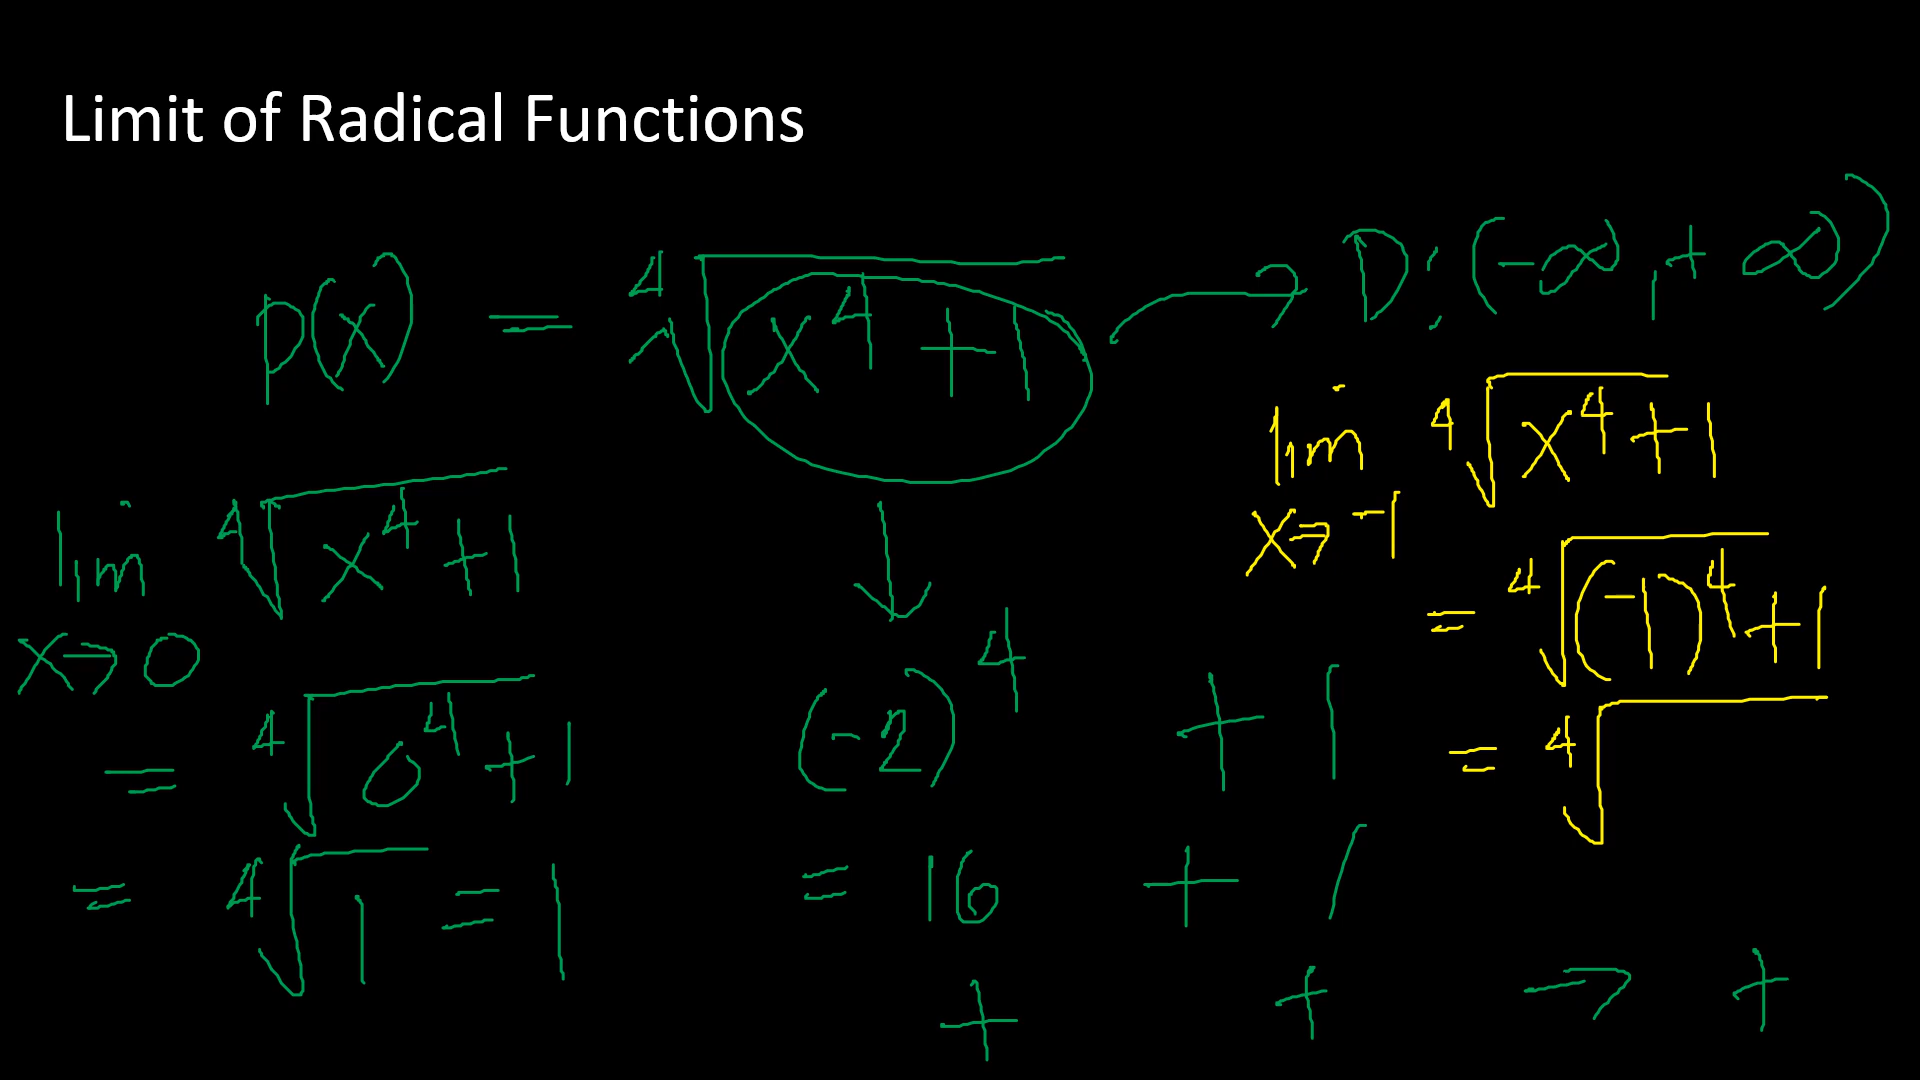 Limit of Radical Functions
p(x) = ⁴√(x⁴+1) → D: (-∞, +∞)
lim x→0 ⁴√(x⁴+1)
= ⁴√(0⁴+1)
= ⁴√1 = 1
↓
(-2)⁴ + 1
= 16 + 1
+ + → +
lim x→-1 ⁴√(x⁴+1)
= ⁴√((-1)⁴+1)
= ⁴√